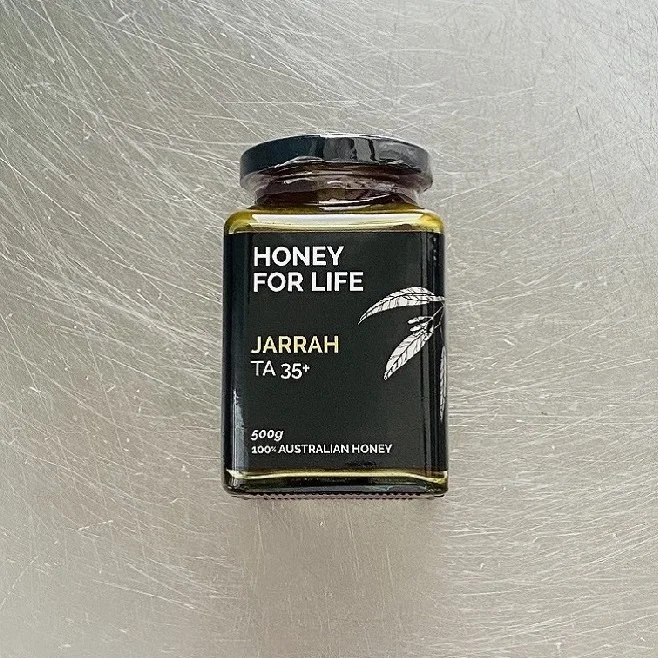 HONEY
FOR LIFE
JARRAH
TA 35+
500g
100% AUSTRALIAN HONEY